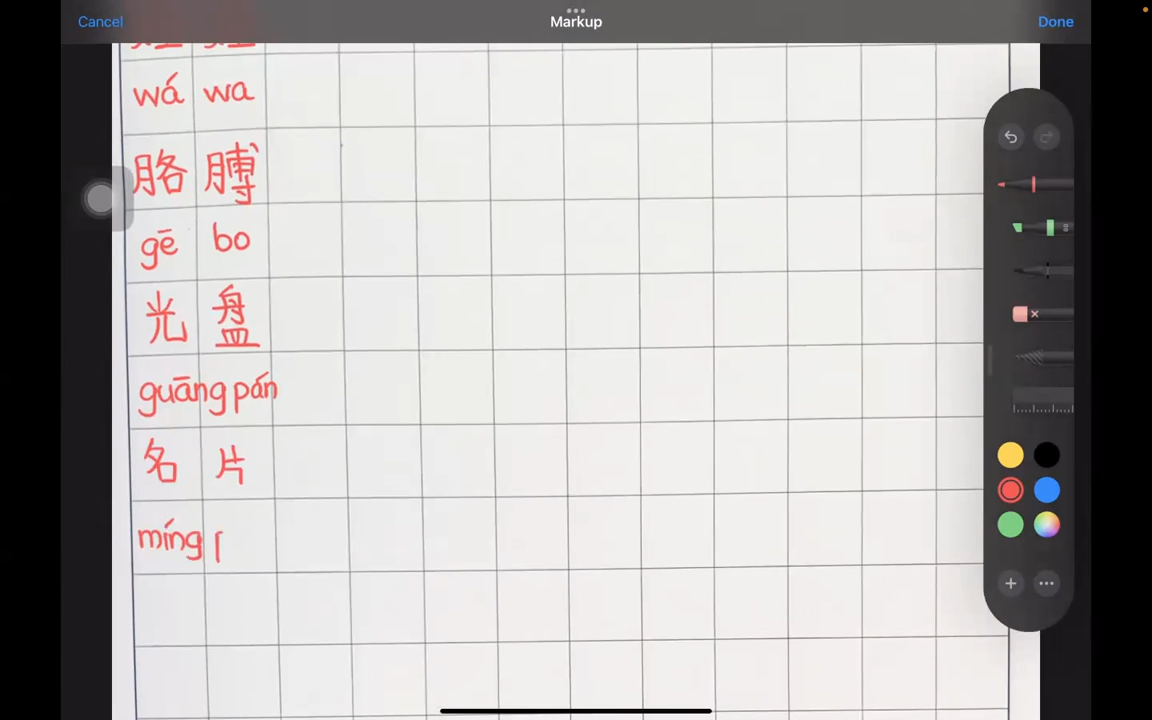 Cancel Markup Done
wá wa
胳膊
gē bo
光盘
guāng pán
名片
míng